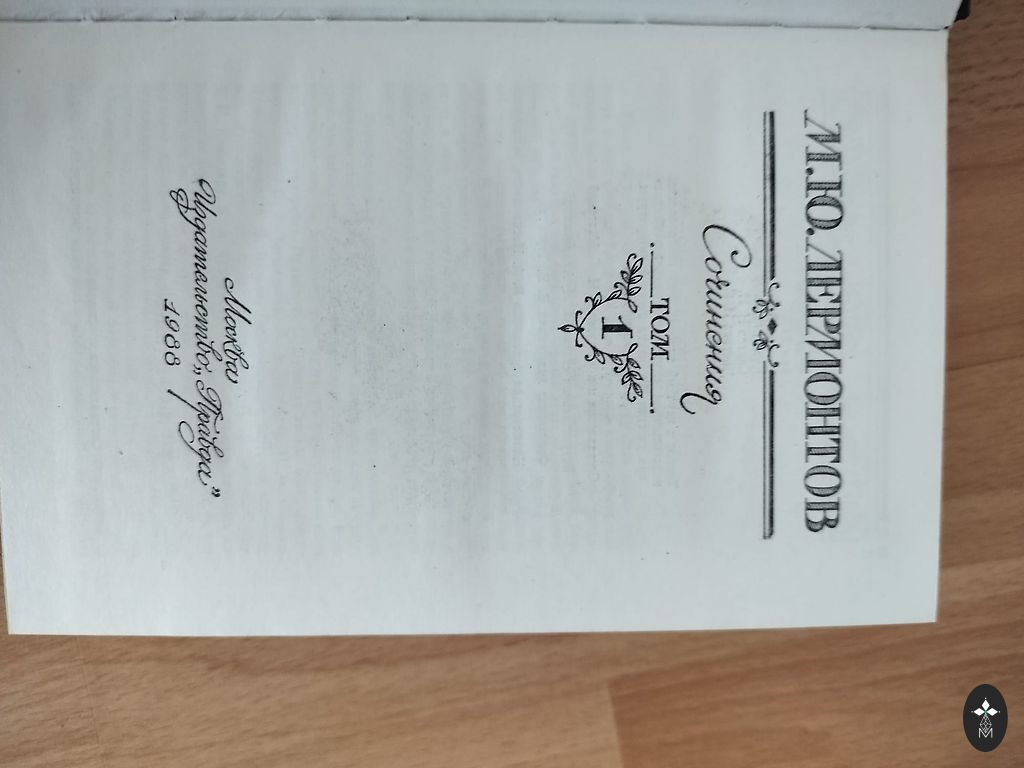 М.Ю.ЛЕРМОНТОВ
Сочинения
ТОМ
1
Москва
Издательство „Правда”
1988
М